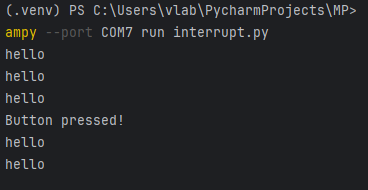 (.venv) PS C:\Users\vlab\PycharmProjects\MP>
ampy --port COM7 run interrupt.py
hello
hello
hello
Button pressed!
hello
hello